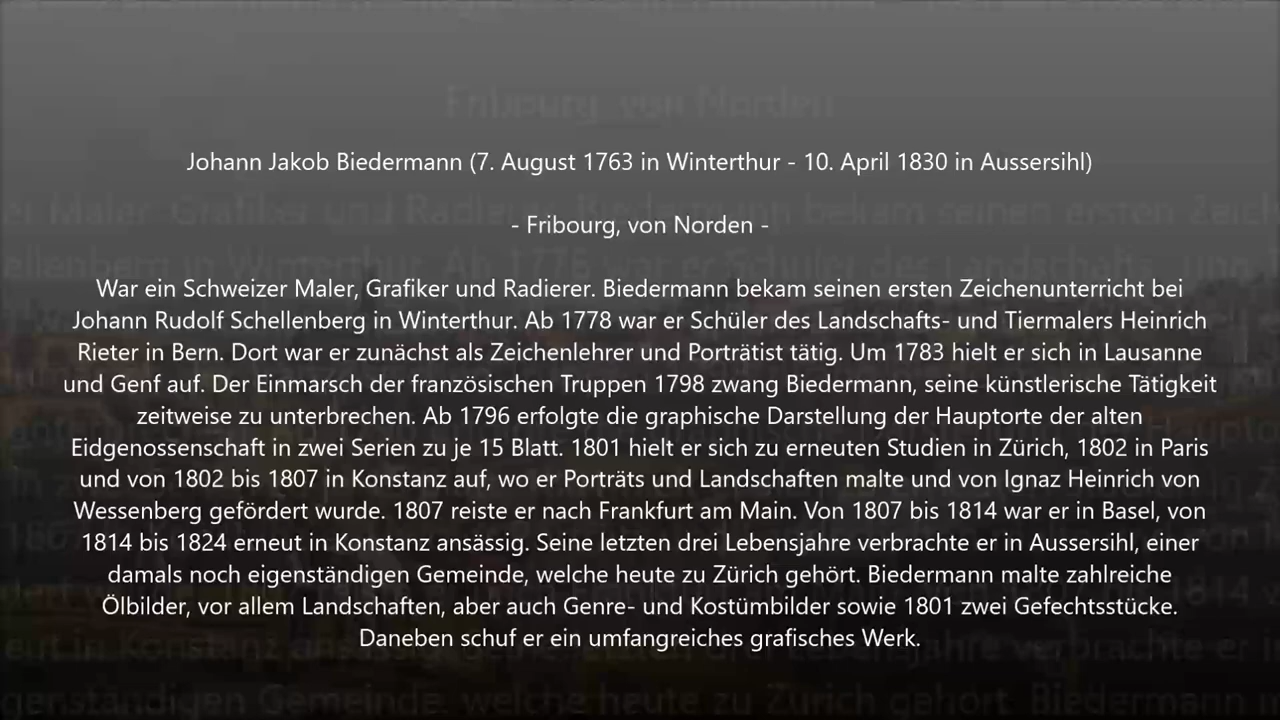 Johann Jakob Biedermann (7. August 1763 in Winterthur - 10. April 1830 in Aussersihl)
- Fribourg, von Norden -
War ein Schweizer Maler, Grafiker und Radierer. Biedermann bekam seinen ersten Zeichenunterricht bei
Johann Rudolf Schellenberg in Winterthur. Ab 1778 war er Schüler des Landschafts- und Tiermalers Heinrich
Rieter in Bern. Dort war er zunächst als Zeichenlehrer und Porträtist tätig. Um 1783 hielt er sich in Lausanne
und Genf auf. Der Einmarsch der französischen Truppen 1798 zwang Biedermann, seine künstlerische Tätigkeit
zeitweise zu unterbrechen. Ab 1796 erfolgte die graphische Darstellung der Hauptorte der alten
Eidgenossenschaft in zwei Serien zu je 15 Blatt. 1801 hielt er sich zu erneuten Studien in Zürich, 1802 in Paris
und von 1802 bis 1807 in Konstanz auf, wo er Porträts und Landschaften malte und von Ignaz Heinrich von
Wessenberg gefördert wurde. 1807 reiste er nach Frankfurt am Main. Von 1807 bis 1814 war er in Basel, von
1814 bis 1824 erneut in Konstanz ansässig. Seine letzten drei Lebensjahre verbrachte er in Aussersihl, einer
damals noch eigenständigen Gemeinde, welche heute zu Zürich gehört. Biedermann malte zahlreiche
Ölbilder, vor allem Landschaften, aber auch Genre- und Kostümbilder sowie 1801 zwei Gefechtsstücke.
Daneben schuf er ein umfangreiches grafisches Werk.